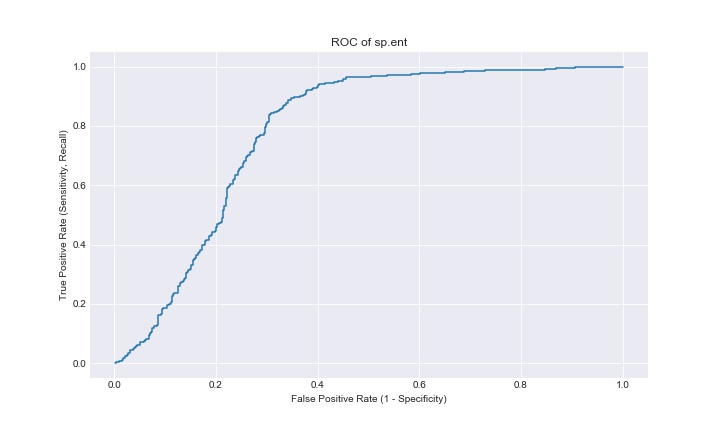 ROC of sp.ent
True Positive Rate (Sensitivity, Recall)
1.0
0.8
0.6
0.4
0.2
0.0
0.0 0.2 0.4 0.6 0.8 1.0
False Positive Rate (1 - Specificity)